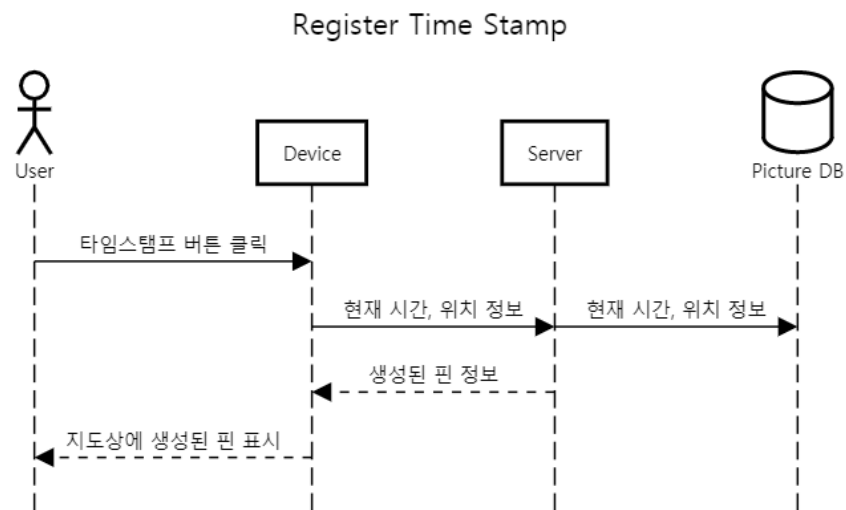 Register Time Stamp
User
Device
Server
Picture DB
타임스탬프 버튼 클릭
현재 시간, 위치 정보
현재 시간, 위치 정보
생성된 핀 정보
지도상에 생성된 핀 표시